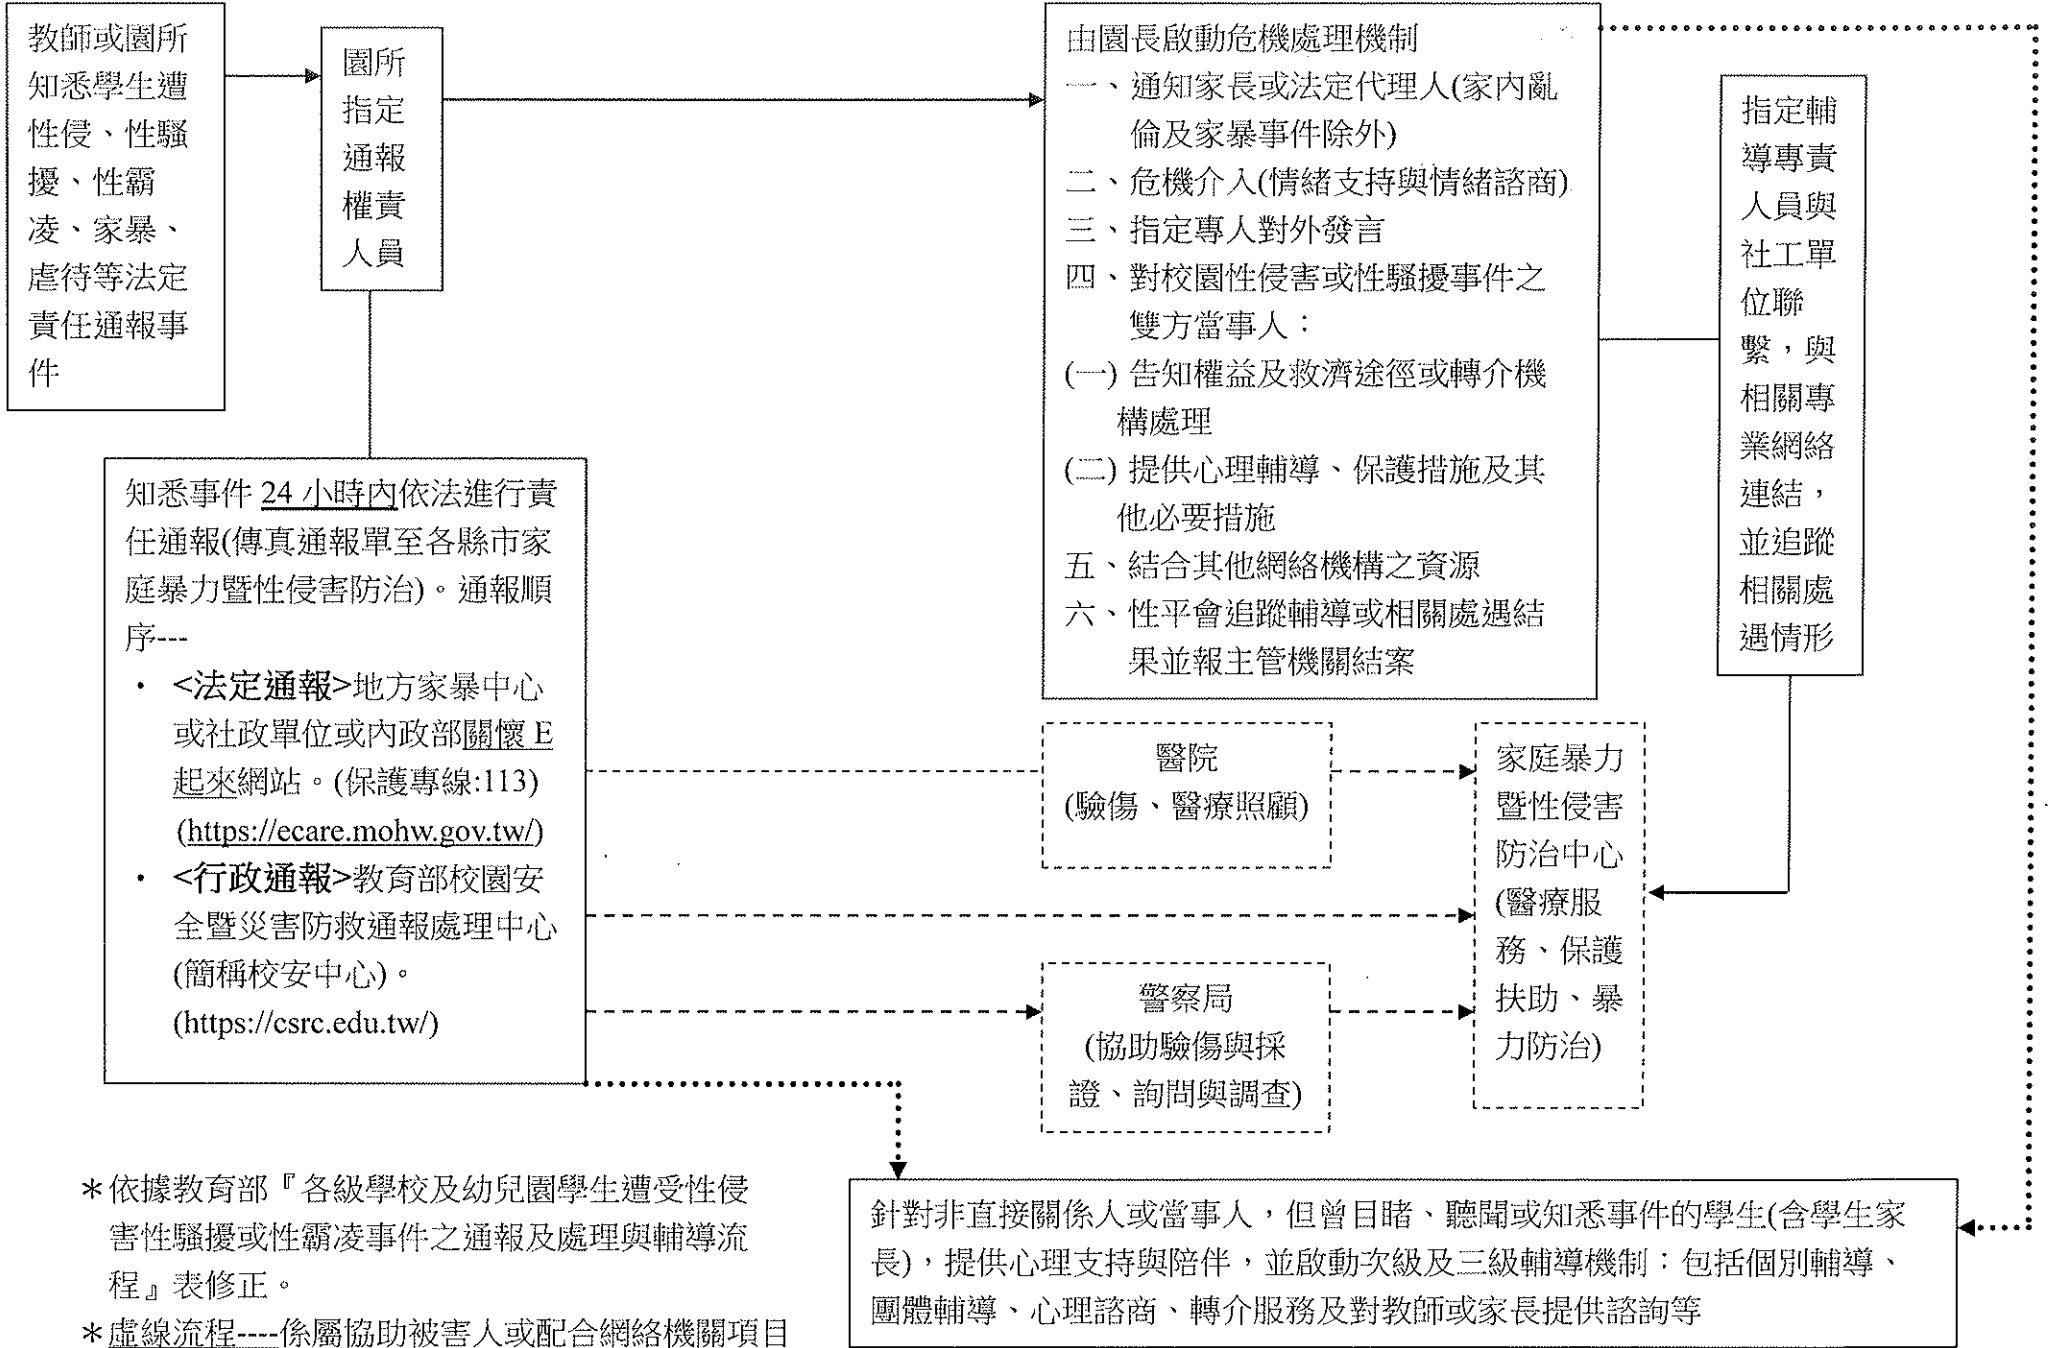 教師或園所
知悉學生遭
性侵、性騷
擾、性霸
凌、家暴、
虐待等法定
責任通報事
件
園所
指定
通報
權責
人員
由園長啟動危機處理機制
一、通知家長或法定代理人(家內亂
倫及家暴事件除外)
二、危機介入(情緒支持與情緒諮商)
三、指定專人對外發言
四、對校園性侵害或性騷擾事件之
雙方當事人：
(一) 告知權益及救濟途徑或轉介機
構處理
(二) 提供心理輔導、保護措施及其
他必要措施
五、結合其他網絡機構之資源
六、性平會追蹤輔導或相關處遇結
果並報主管機關結案
指定輔
導專責
人員與
社工單
位聯
繫，與
相關專
業網絡
連結，
並追蹤
相關處
遇情形
知悉事件 24 小時內依法進行責
任通報(傳真通報單至各縣市家
庭暴力暨性侵害防治)。通報順
序---
· <法定通報>地方家暴中心
或社政單位或內政部關懷 E
起來網站。(保護專線:113)
(https://ecare.mohw.gov.tw/)
· <行政通報>教育部校園安
全暨災害防救通報處理中心
(簡稱校安中心)。
(https://csrc.edu.tw/)
醫院
(驗傷、醫療照顧)
警察局
(協助驗傷與採
證、詢問與調查)
家庭暴力
暨性侵害
防治中心
(醫療服
務、保護
扶助、暴
力防治)
＊依據教育部『各級學校及幼兒園學生遭受性侵
害性騷擾或性霸凌事件之通報及處理與輔導流
程』表修正。
＊虛線流程----係屬協助被害人或配合網絡機關項目
針對非直接關係人或當事人，但曾目睹、聽聞或知悉事件的學生(含學生家
長)，提供心理支持與陪伴，並啟動次級及三級輔導機制：包括個別輔導、
團體輔導、心理諮商、轉介服務及對教師或家長提供諮詢等